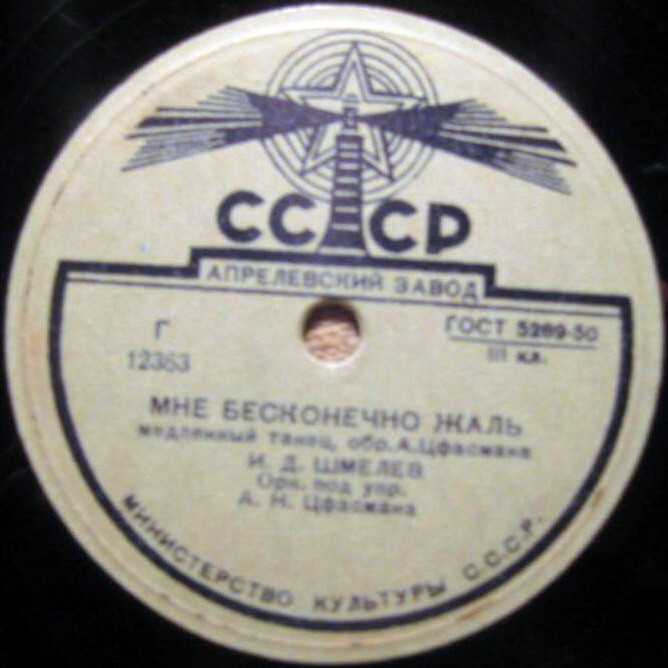 СССР
АПРЕЛЕВСКИЙ ЗАВОД
Г
12363
ГОСТ 5289-50
III кл.
МНЕ БЕСКОНЕЧНО ЖАЛЬ
медленный танец, обр. А. Цфасмана
И. Д. ШМЕЛЕВ
Орк. под упр.
А. Н. Цфасмана
МИНИСТЕРСТВО КУЛЬТУРЫ С.С.С.Р.